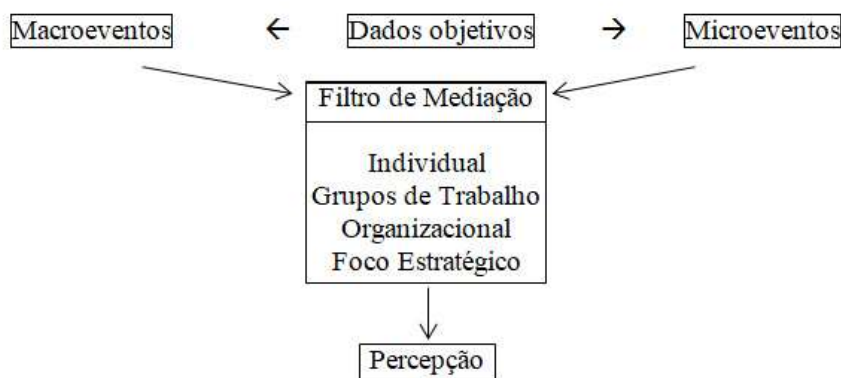 Macroeventos ← Dados objetivos → Microeventos
Filtro de Mediação
Individual
Grupos de Trabalho
Organizacional
Foco Estratégico
Percepção